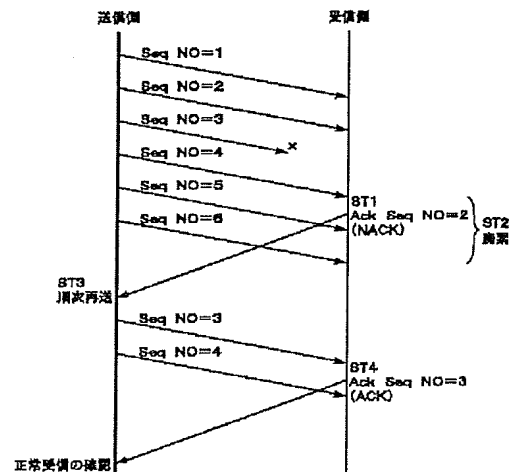 送信側
受信側
Seq NO=1
Seq NO=2
Seq NO=3
×
Seq NO=4
Seq NO=5
Seq NO=6
ST1
Ack Seq NO=2
(NACK)
ST2
廃棄
ST3
順次再送
Seq NO=3
Seq NO=4
ST4
Ack Seq NO=3
(ACK)
正常受信の確認